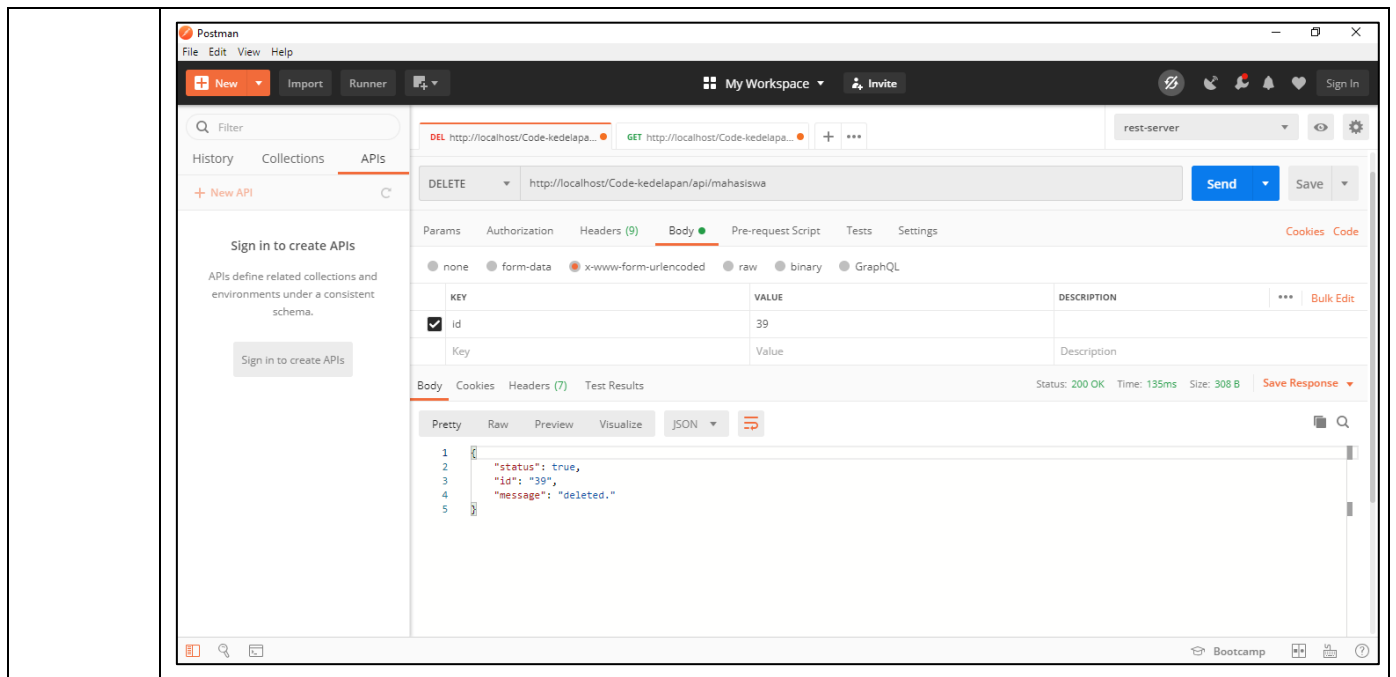 Postman
File Edit View Help
New Import Runner My Workspace Invite Sign In
Filter
History Collections APIs
+ New API
Sign in to create APIs
APIs define related collections and
environments under a consistent
schema.
Sign in to create APIs
DEL http://localhost/Code-kedelapa... GET http://localhost/Code-kedelapa... + ••• rest-server
DELETE http://localhost/Code-kedelapan/api/mahasiswa Send Save
Params Authorization Headers (9) Body Pre-request Script Tests Settings Cookies Code
none form-data x-www-form-urlencoded raw binary GraphQL
KEY VALUE DESCRIPTION ••• Bulk Edit
id 39
Key Value Description
Body Cookies Headers (7) Test Results Status: 200 OK Time: 135ms Size: 308 B Save Response
Pretty Raw Preview Visualize JSON
1 {
2 "status": true,
3 "id": "39",
4 "message": "deleted."
5 }
Bootcamp